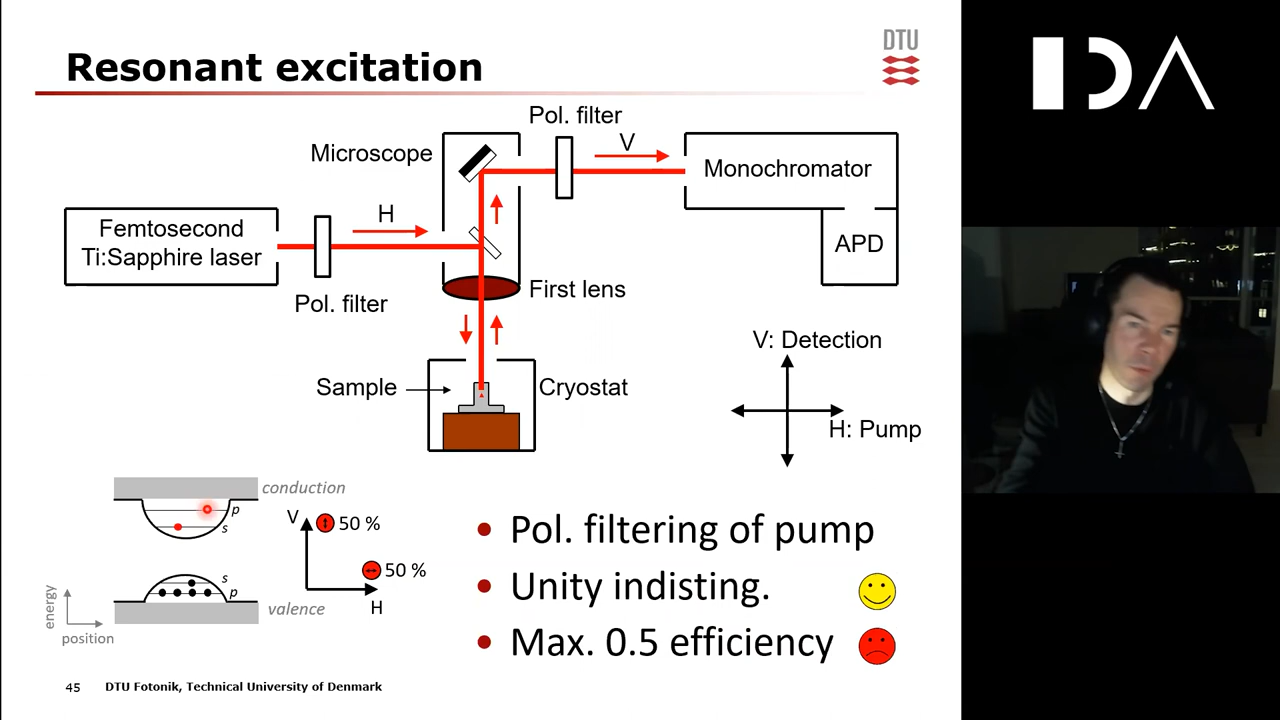 Resonant excitation
DTU
IDA
Pol. filter
Microscope
V
Monochromator
H
Femtosecond
Ti:Sapphire laser
APD
Pol. filter
First lens
V: Detection
Sample
Cryostat
H: Pump
conduction
p
s
V
50 %
50 %
s
p
valence
H
energy
position
• Pol. filtering of pump
• Unity indisting.
• Max. 0.5 efficiency
45 DTU Fotonik, Technical University of Denmark